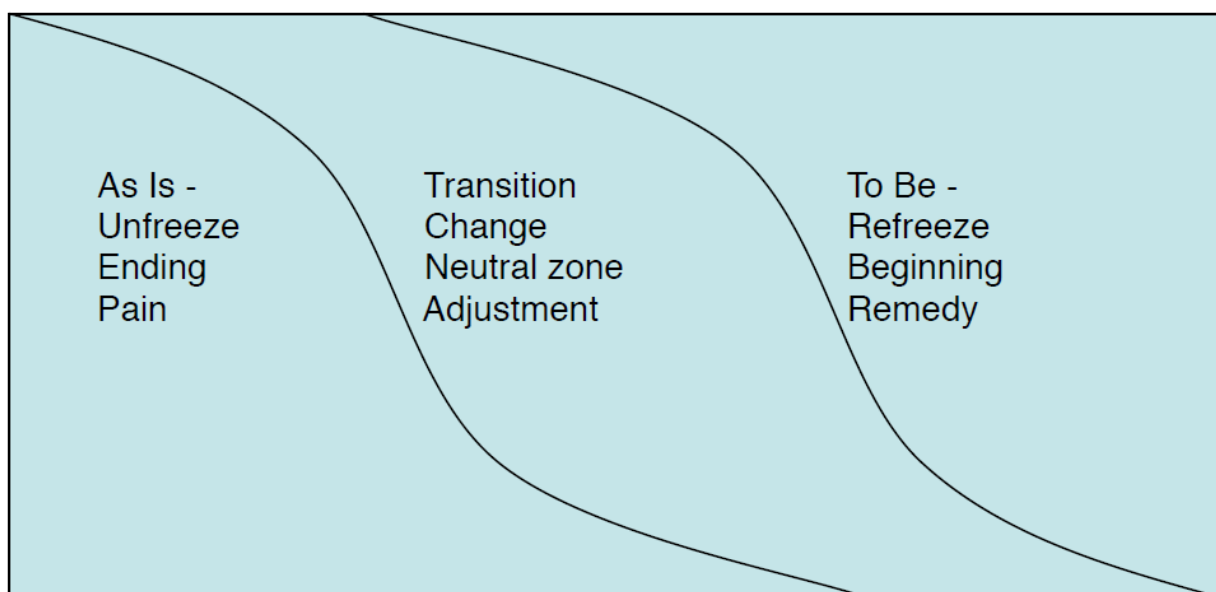 As Is -
Unfreeze
Ending
Pain
Transition
Change
Neutral zone
Adjustment
To Be -
Refreeze
Beginning
Remedy